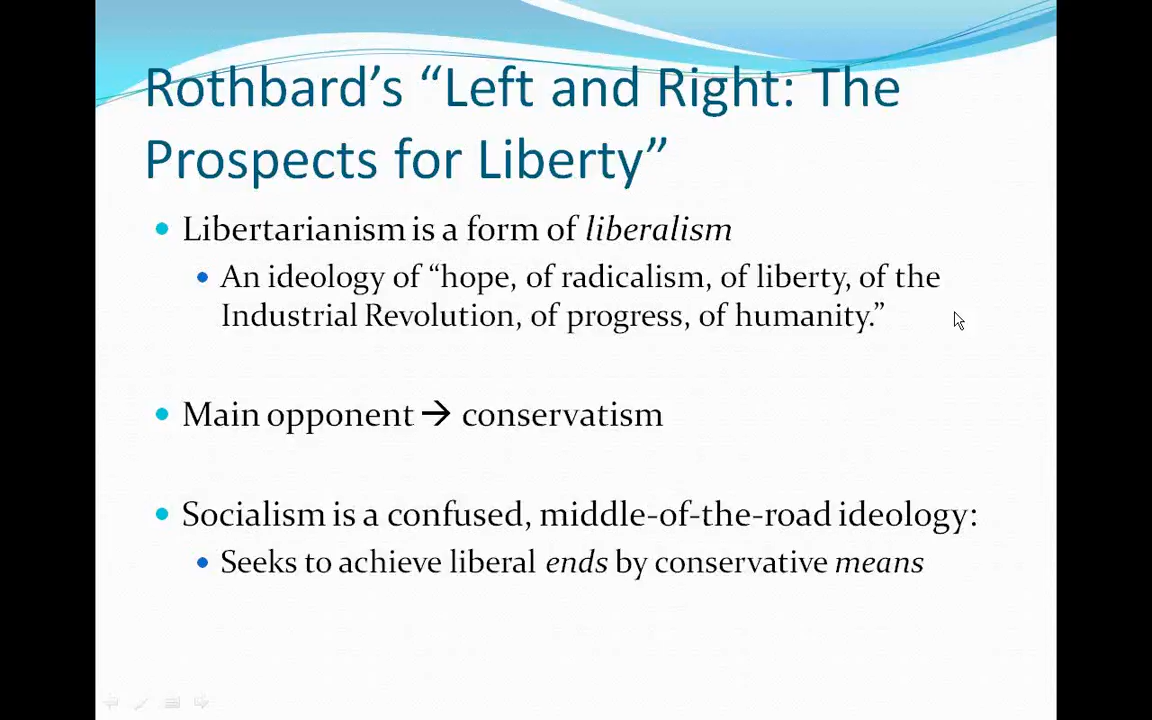 Rothbard’s “Left and Right: The
Prospects for Liberty”
• Libertarianism is a form of liberalism
• An ideology of “hope, of radicalism, of liberty, of the
Industrial Revolution, of progress, of humanity.”
• Main opponent → conservatism
• Socialism is a confused, middle-of-the-road ideology:
• Seeks to achieve liberal ends by conservative means